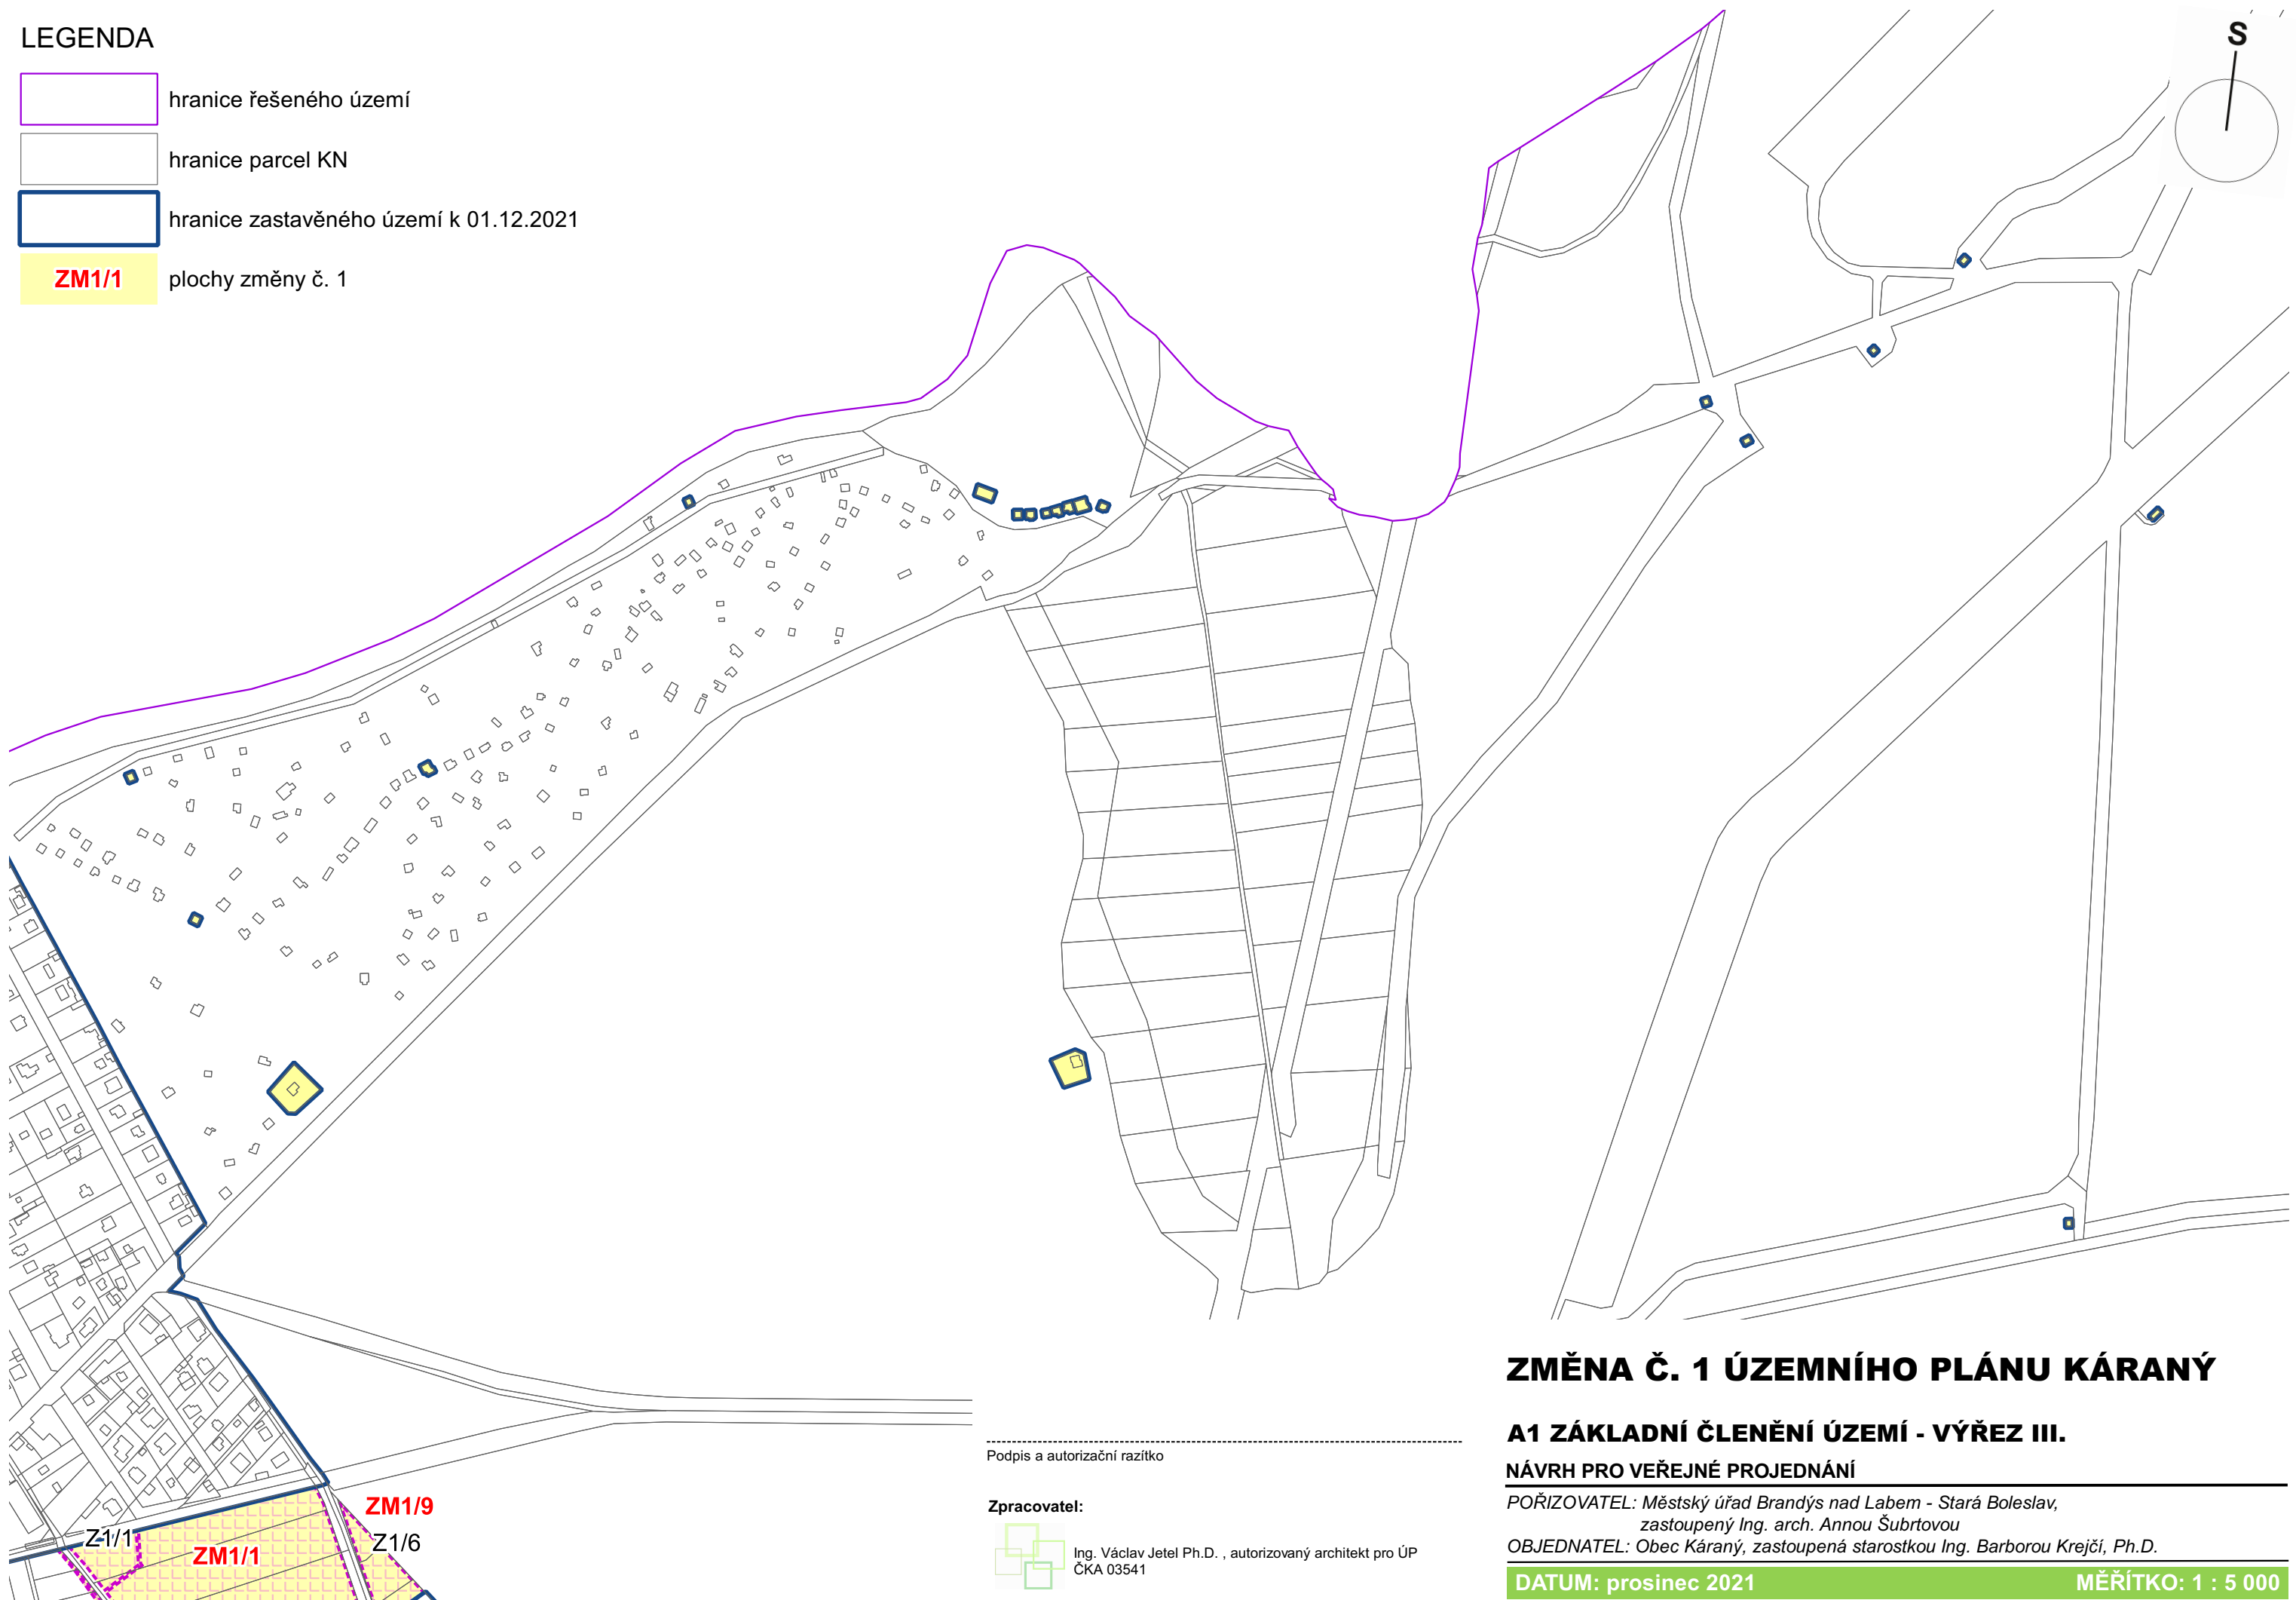 LEGENDA
hranice řešeného území
hranice parcel KN
hranice zastavěného území k 01.12.2021
ZM1/1 plochy změny č. 1
S
ZM1/9
Z1/1
Z1/6
ZM1/1
Podpis a autorizační razítko
Zpracovatel:
Ing. Václav Jetel Ph.D. , autorizovaný architekt pro ÚP
ČKA 03541
ZMĚNA Č. 1 ÚZEMNÍHO PLÁNU KÁRANÝ
A1 ZÁKLADNÍ ČLENĚNÍ ÚZEMÍ - VÝŘEZ III.
NÁVRH PRO VEŘEJNÉ PROJEDNÁNÍ
POŘIZOVATEL: Městský úřad Brandýs nad Labem - Stará Boleslav,
zastoupený Ing. arch. Annou Šubrtovou
OBJEDNATEL: Obec Káraný, zastoupená starostkou Ing. Barborou Krejčí, Ph.D.
DATUM: prosinec 2021 MĚŘÍTKO: 1 : 5 000